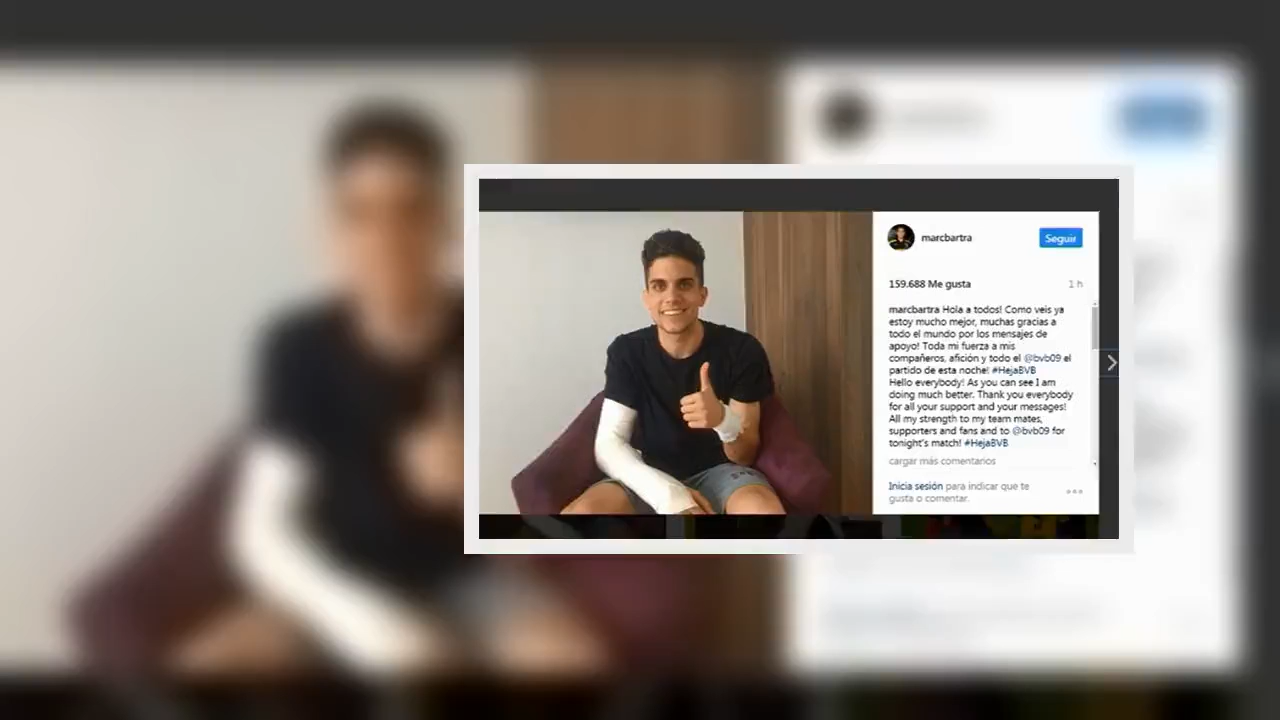 marcbartra
Seguir
159.688 Me gusta
1 h
marcbartra Hola a todos! Como veis ya
estoy mucho mejor, muchas gracias a
todo el mundo por los mensajes de
apoyo! Toda mi fuerza a mis
compañeros, afición y todo el @bvb09 el
partido de esta noche! #HejaBVB
Hello everybody! As you can see I am
doing much better. Thank you everybody
for all your support and your messages!
All my strength to my team mates,
supporters and fans and to @bvb09 for
tonight's match! #HejaBVB
cargar más comentarios
Inicia sesión para indicar que te
gusta o comentar.